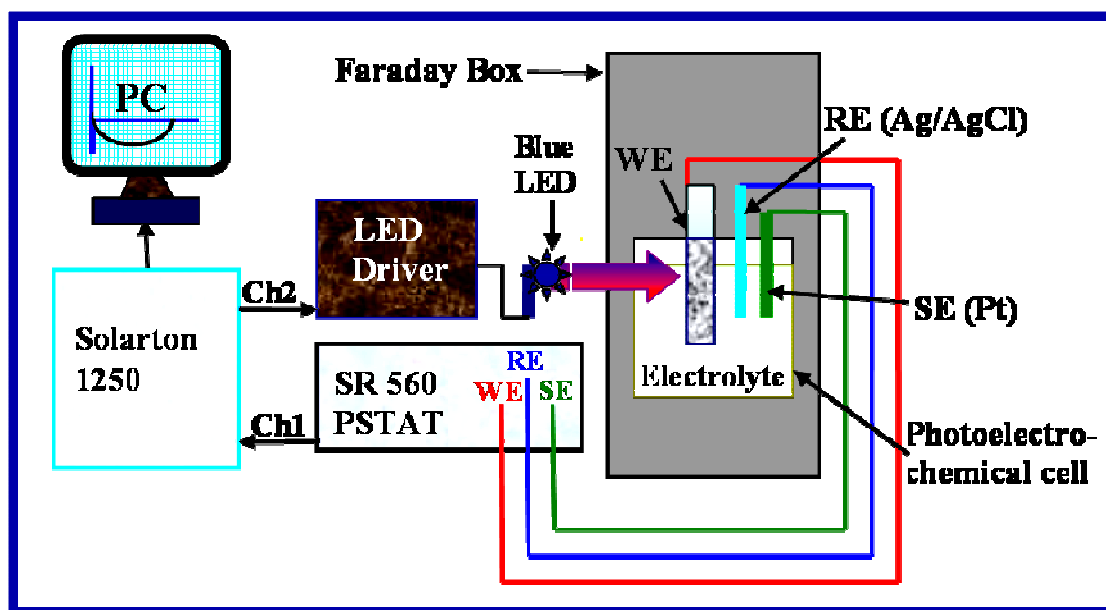 PC
Faraday Box
RE (Ag/AgCl)
Blue
LED
WE
LED
Driver
Ch2
SE (Pt)
Solarton
1250
RE
WE SE
SR 560
PSTAT
Electrolyte
Ch1
Photoelectro-
chemical cell